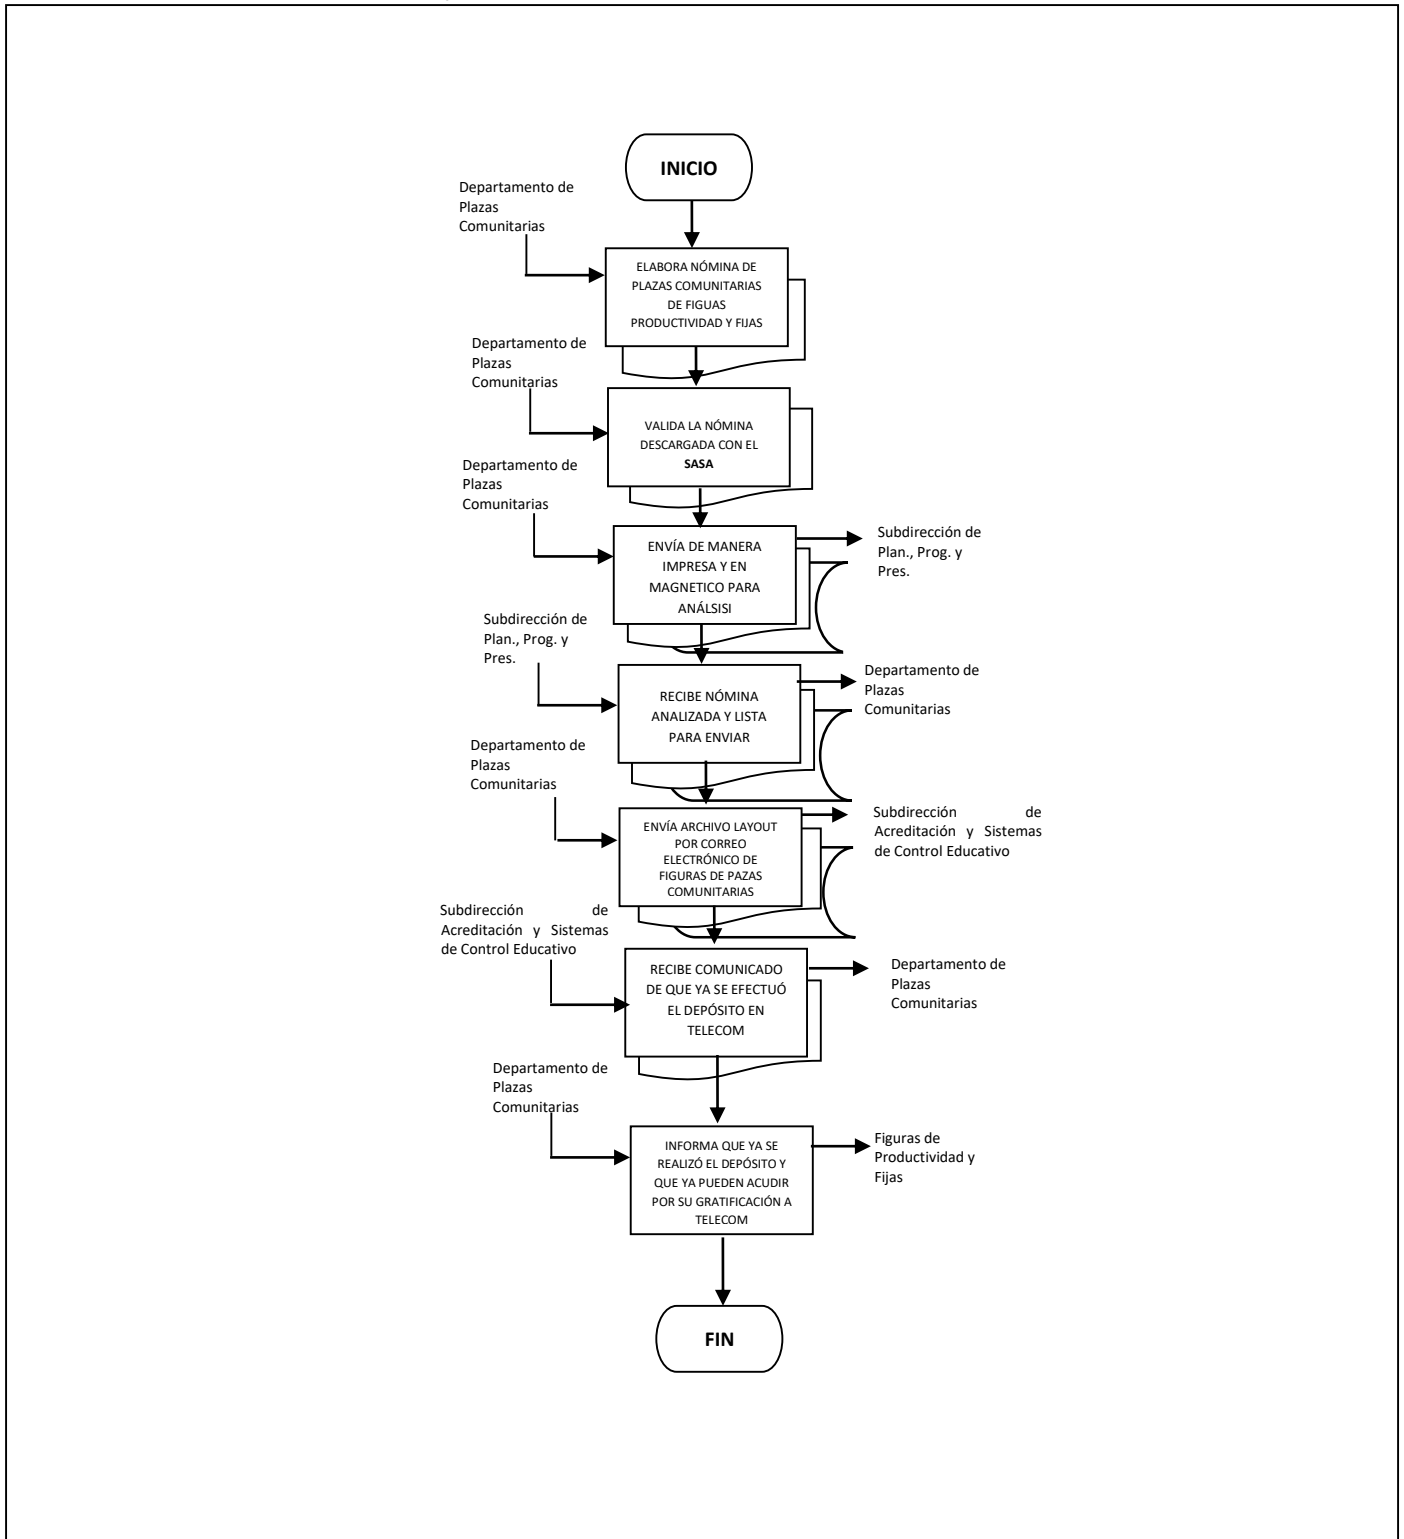 INICIO
Departamento de
Plazas
Comunitarias
ELABORA NÓMINA DE
PLAZAS COMUNITARIAS
DE FIGUAS
PRODUCTIVIDAD Y FIJAS
Departamento de
Plazas
Comunitarias
VALIDA LA NÓMINA
DESCARGADA CON EL
SASA
Departamento de
Plazas
Comunitarias
ENVÍA DE MANERA
IMPRESA Y EN
MAGNETICO PARA
ANÁLSISI
Subdirección de
Plan., Prog. y
Pres.
Subdirección de
Plan., Prog. y
Pres.
RECIBE NÓMINA
ANALIZADA Y LISTA
PARA ENVIAR
Departamento de
Plazas
Comunitarias
Departamento de
Plazas
Comunitarias
ENVÍA ARCHIVO LAYOUT
POR CORREO
ELECTRÓNICO DE
FIGURAS DE PAZAS
COMUNITARIAS
Subdirección de
Acreditación y Sistemas
de Control Educativo
Subdirección de
Acreditación y Sistemas
de Control Educativo
RECIBE COMUNICADO
DE QUE YA SE EFECTUÓ
EL DEPÓSITO EN
TELECOM
Departamento de
Plazas
Comunitarias
Departamento de
Plazas
Comunitarias
INFORMA QUE YA SE
REALIZÓ EL DEPÓSITO Y
QUE YA PUEDEN ACUDIR
POR SU GRATIFICACIÓN A
TELECOM
Figuras de
Productividad y
Fijas
FIN